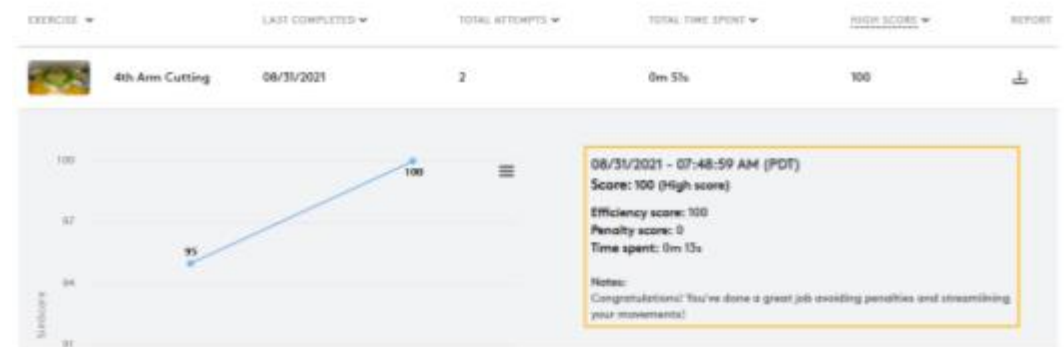 EXERCISE LAST COMPLETED TOTAL ATTEMPTS TOTAL TIME SPENT HIGH SCORE REPORT
4th Arm Cutting 08/31/2021 2 0m 51s 100
100
97
94
91
SIMSCORE
95
100
08/31/2021 - 07:48:59 AM (PDT)
Score: 100 (High score)
Efficiency score: 100
Penalty score: 0
Time spent: 0m 13s
Notes:
Congratulations! You've done a great job avoiding penalties and streamlining
your movements!